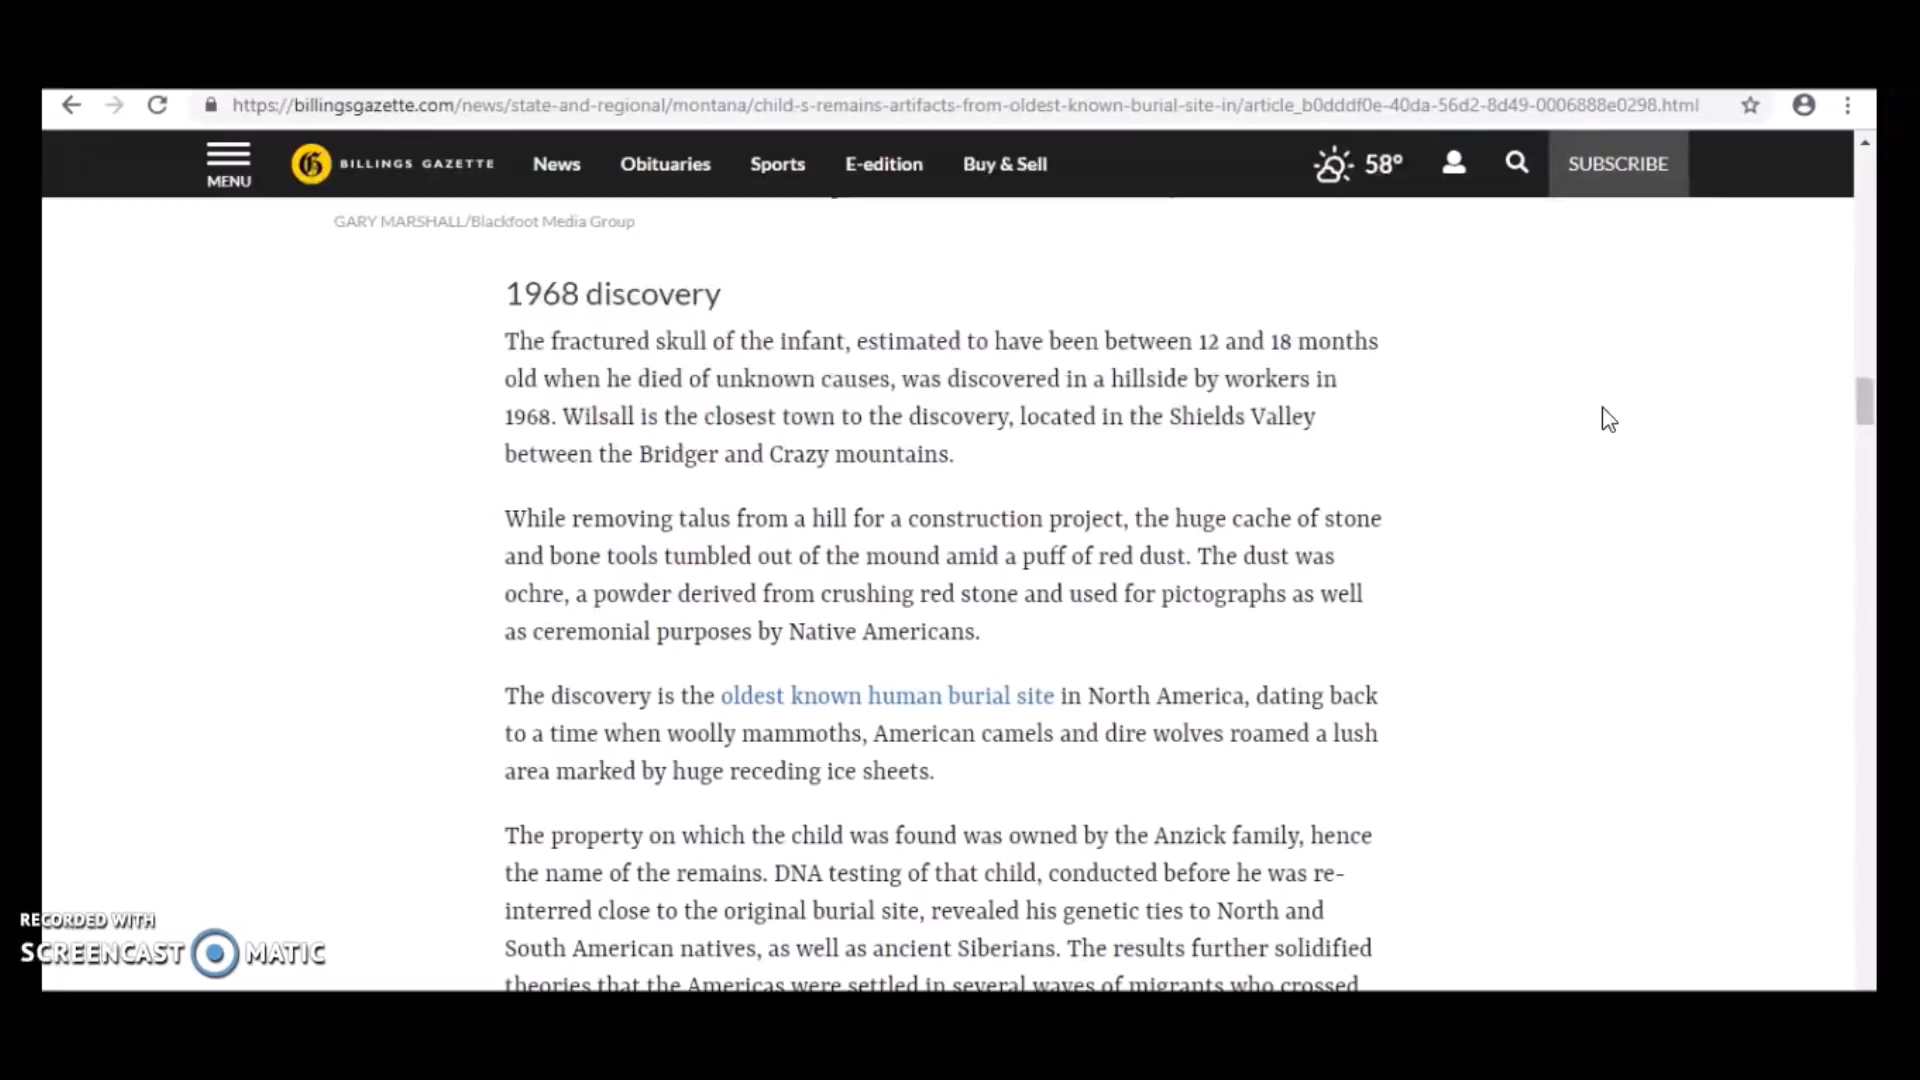 https://billingsgazette.com/news/state-and-regional/montana/child-s-remains-artifacts-from-oldest-known-burial-site-in/article_b0dddf0e-40da-56d2-8d49-0006888e0298.html
MENU
BILLINGS GAZETTE News Obituaries Sports E-edition Buy & Sell 58° SUBSCRIBE
GARY MARSHALL/Blackfoot Media Group
1968 discovery
The fractured skull of the infant, estimated to have been between 12 and 18 months
old when he died of unknown causes, was discovered in a hillside by workers in
1968. Wilsall is the closest town to the discovery, located in the Shields Valley
between the Bridger and Crazy mountains.
While removing talus from a hill for a construction project, the huge cache of stone
and bone tools tumbled out of the mound amid a puff of red dust. The dust was
ochre, a powder derived from crushing red stone and used for pictographs as well
as ceremonial purposes by Native Americans.
The discovery is the oldest known human burial site in North America, dating back
to a time when woolly mammoths, American camels and dire wolves roamed a lush
area marked by huge receding ice sheets.
The property on which the child was found was owned by the Anzick family, hence
the name of the remains. DNA testing of that child, conducted before he was re-
interred close to the original burial site, revealed his genetic ties to North and
South American natives, as well as ancient Siberians. The results further solidified
theories that the Americas were settled in several waves of migrants who crossed
RECORDED WITH
SCREENCAST MATIC